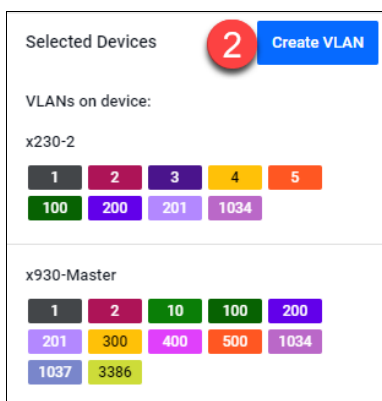 Selected Devices 2 Create VLAN
VLANs on device:
x230-2
1 2 3 4 5
100 200 201 1034
x930-Master
1 2 10 100 200
201 300 400 500 1034
1037 3386